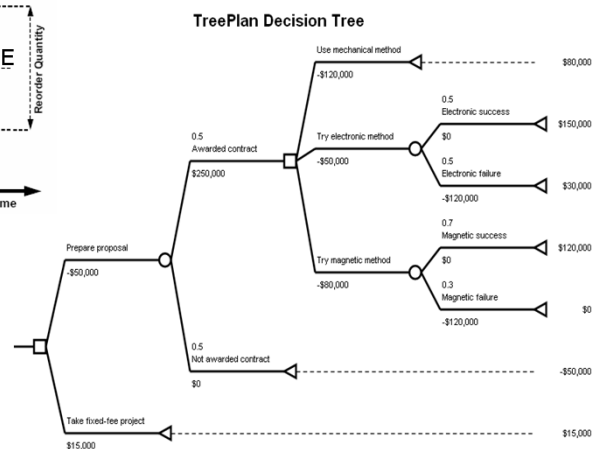 TreePlan Decision Tree
E
Reorder Quantity
me
Use mechanical method
-$120,000
$80,000
0.5
Electronic success
$0
$150,000
0.5
Awarded contract
$250,000
Try electronic method
-$50,000
0.5
Electronic failure
-$120,000
$30,000
0.7
Magnetic success
$0
$120,000
Prepare proposal
-$50,000
Try magnetic method
-$80,000
0.3
Magnetic failure
-$120,000
$0
0.5
Not awarded contract
$0
-$50,000
Take fixed-fee project
$15,000
$15,000